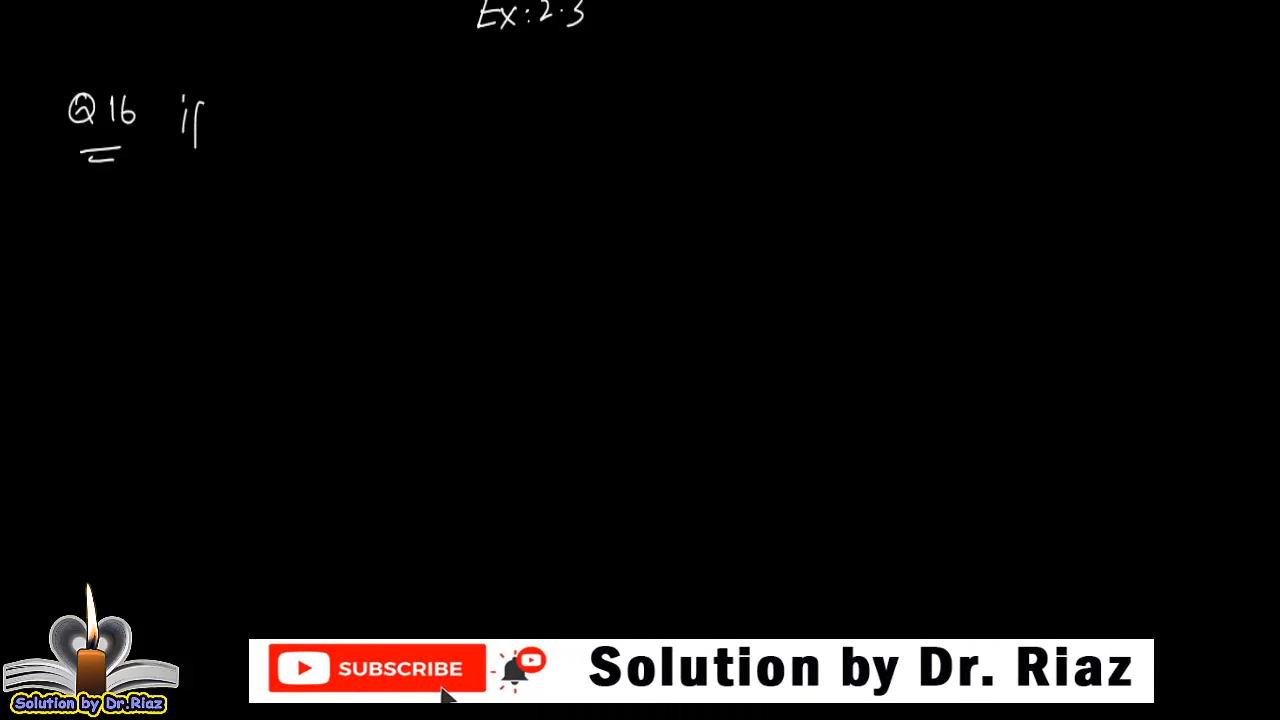 Ex: 2.3
Q16 if
SUBSCRIBE
Solution by Dr. Riaz
Solution by Dr.Riaz